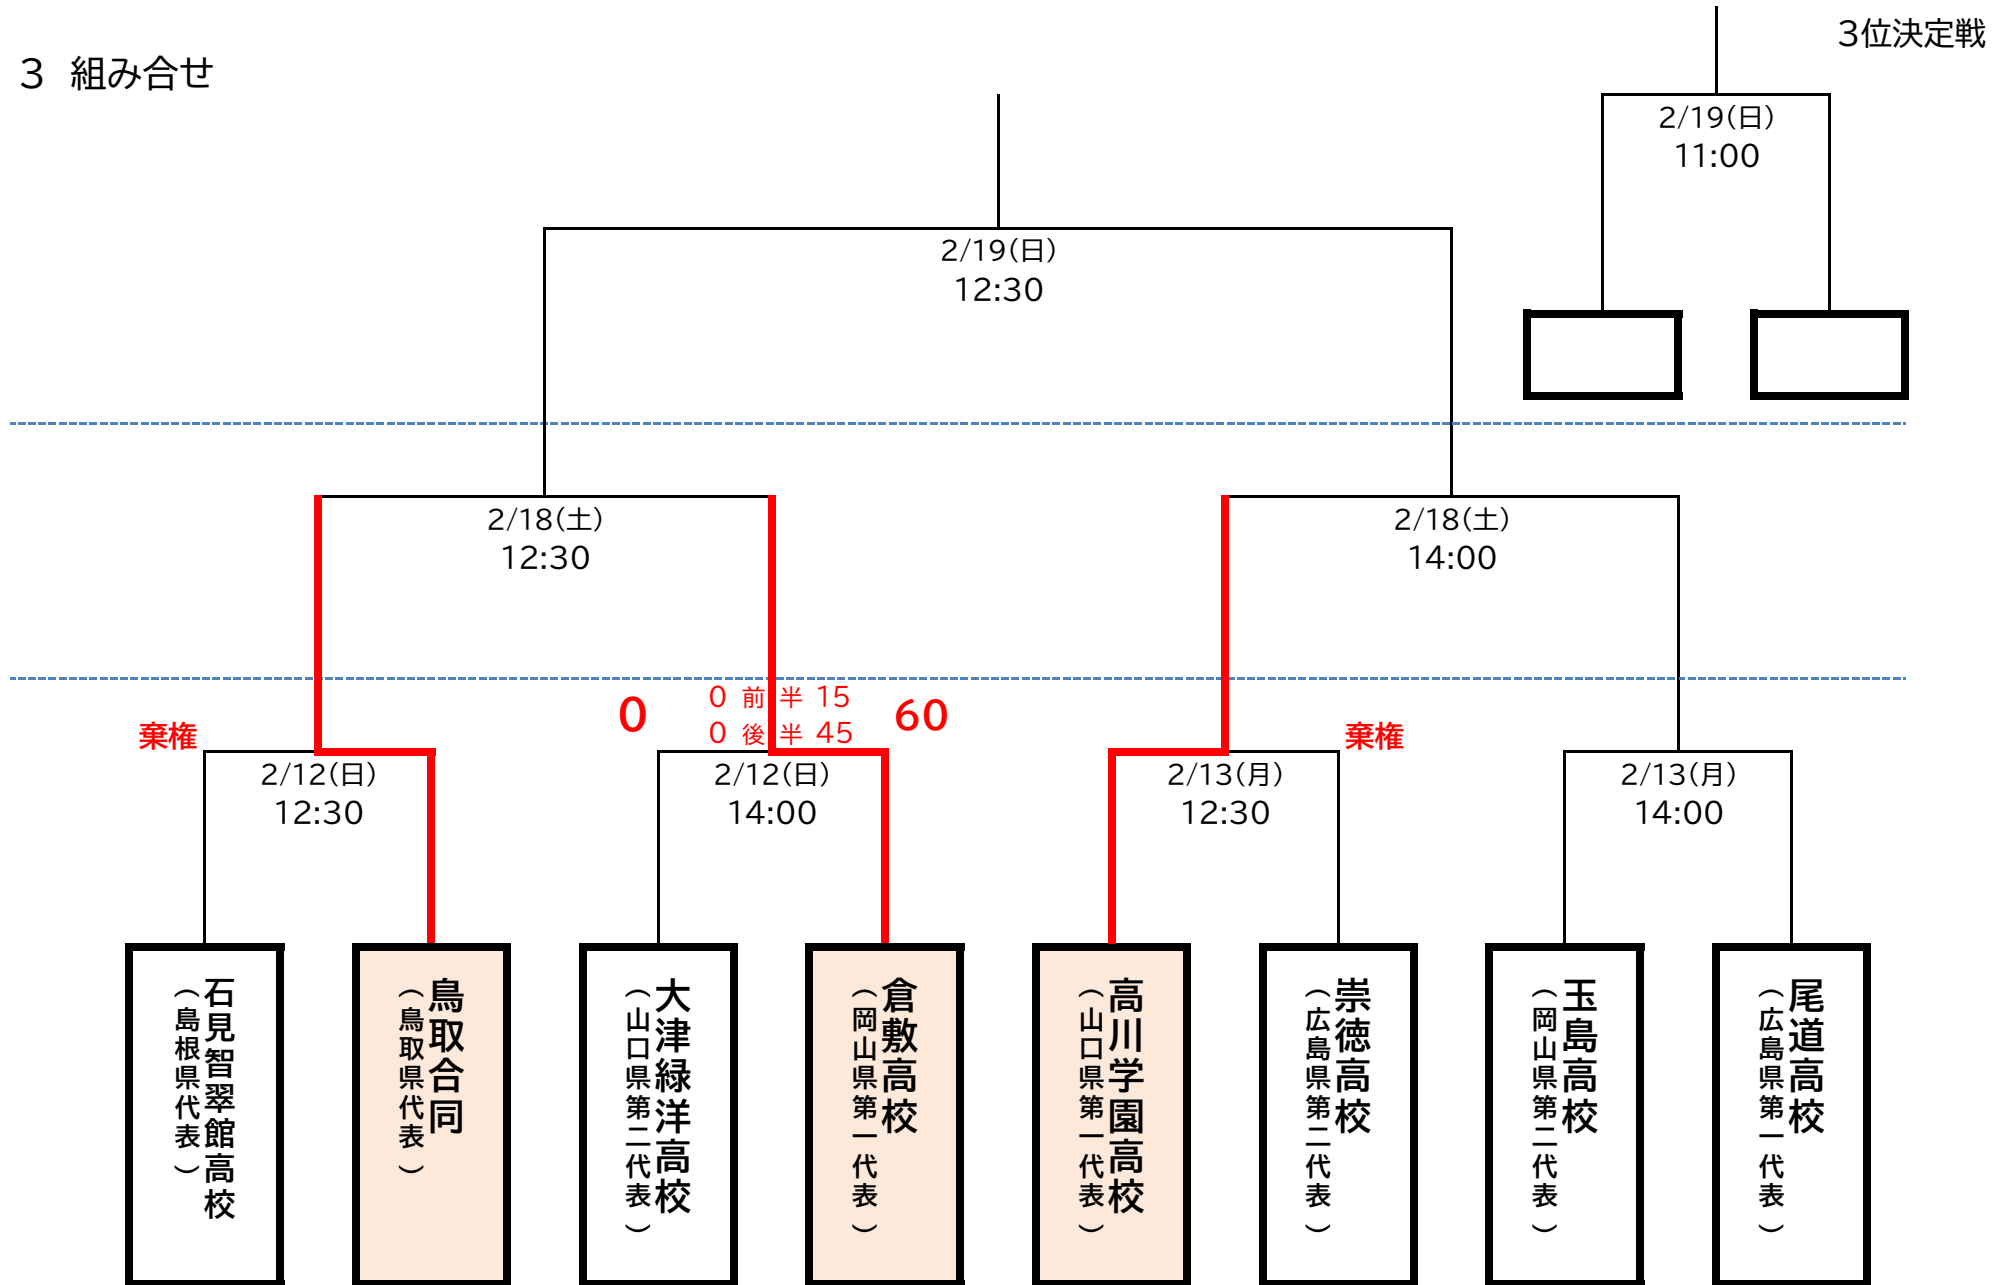 3位決定戦
3 組み合せ
2/19(日)
11:00
2/19(日)
12:30
2/18(土)
12:30
2/18(土)
14:00
棄権
0
0 前半 15
0 後半 45
60
棄権
2/12(日)
12:30
2/12(日)
14:00
2/13(月)
12:30
2/13(月)
14:00
石見智翠館高校
(島根県代表)
鳥取合同
(鳥取県代表)
大津緑洋高校
(山口県第二代表)
倉敷高校
(岡山県第一代表)
高川学園高校
(山口県第一代表)
崇徳高校
(広島県第二代表)
玉島高校
(岡山県第二代表)
尾道高校
(広島県第一代表)